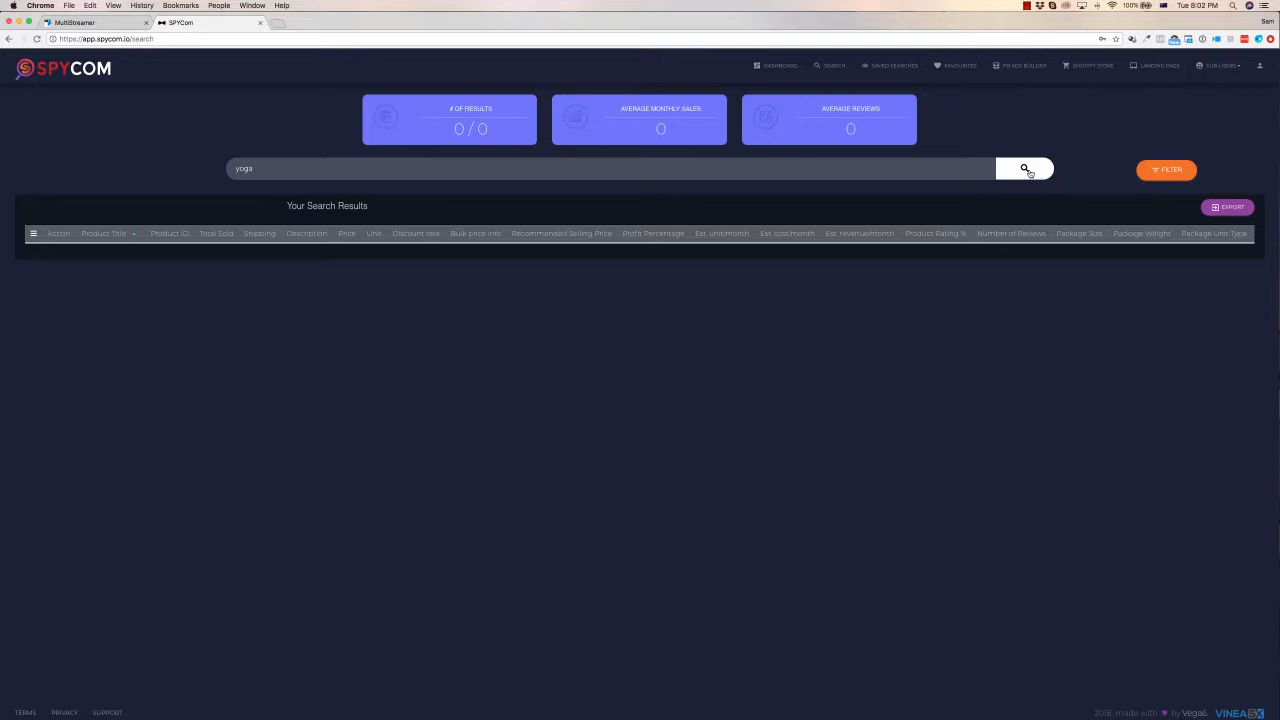 Chrome File Edit View History Bookmarks People Window Help 100% Tue 8:02 PM
MultiStreamer SPYCom Sam
https://app.spycom.io/search
SPYCOM DASHBOARD SEARCH SAVED SEARCHES FAVOURITES FB ADS BUILDER SHOPIFY STORE LANDING PAGE SUB-USERS
# OF RESULTS AVERAGE MONTHLY SALES AVERAGE REVIEWS
0 / 0 0 0
yoga FILTER
Your Search Results EXPORT
Action Product Title Product ID Total Sold Shipping Description Price Unit Discount rate Bulk price info Recommended Selling Price Profit Percentage Est. unit/month Est. cost/month Est. revenue/month Product Rating % Number of Reviews Package Size Package Weight Package Unit Type
TERMS PRIVACY SUPPORT 2018. made with ♥ by Vega6. VINEASX